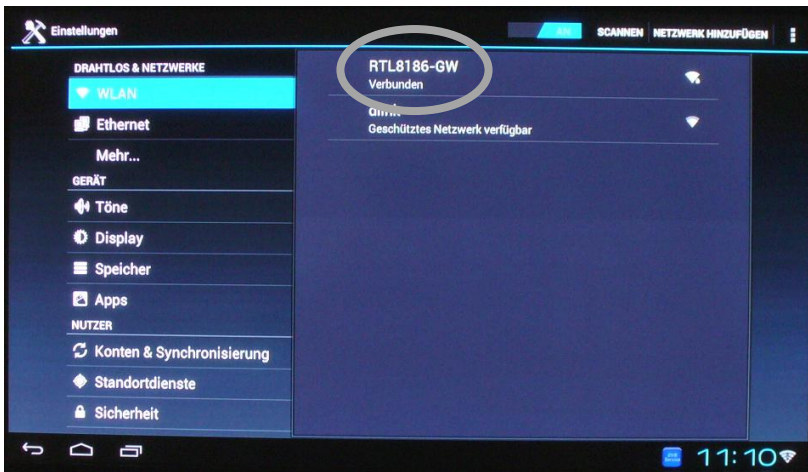 Einstellungen
AN SCANNEN NETZWERK HINZUFÜGEN
DRAHTLOS & NETZWERKE
WLAN
Ethernet
Mehr...
GERÄT
Töne
Display
Speicher
Apps
NUTZER
Konten & Synchronisierung
Standortdienste
Sicherheit
RTL8186-GW
Verbunden
Geschütztes Netzwerk verfügbar
11:10